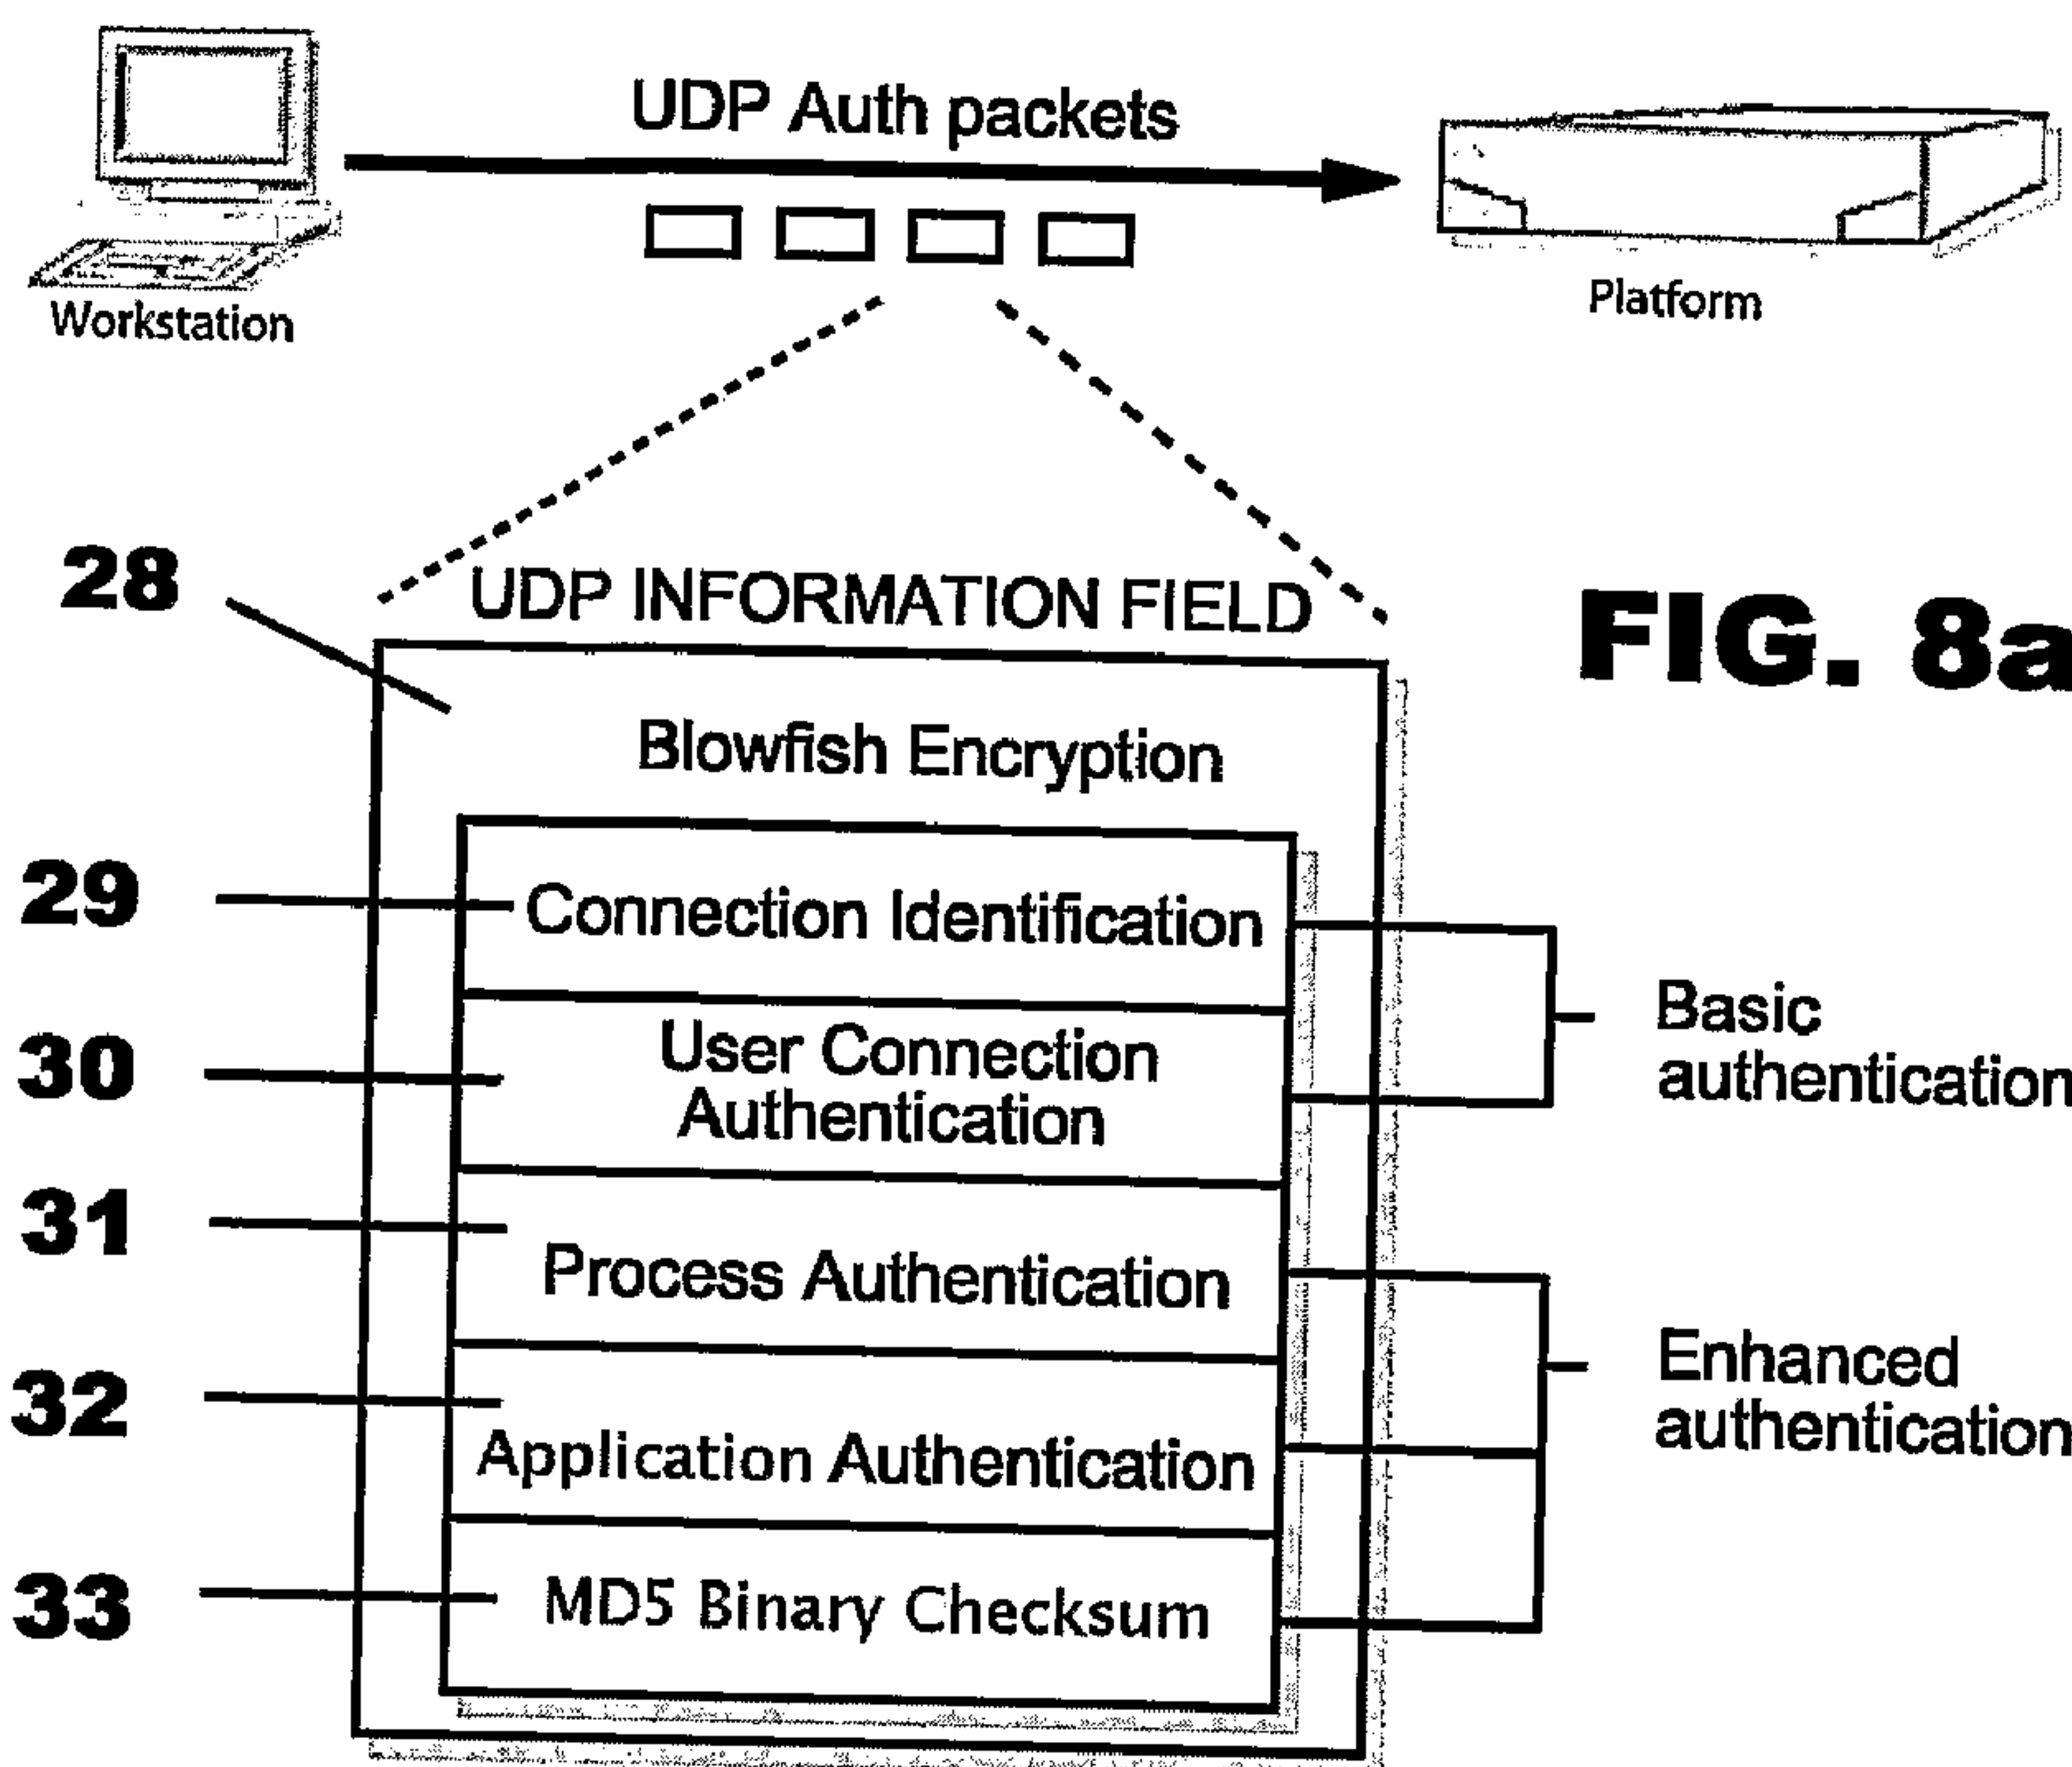 UDP Auth packets
Workstation
Platform
28
UDP INFORMATION FIELD
FIG. 8a
Blowfish Encryption
29
Connection Identification
30
User Connection
Authentication
Basic
authentication
31
Process Authentication
32
Application Authentication
Enhanced
authentication
33
MD5 Binary Checksum